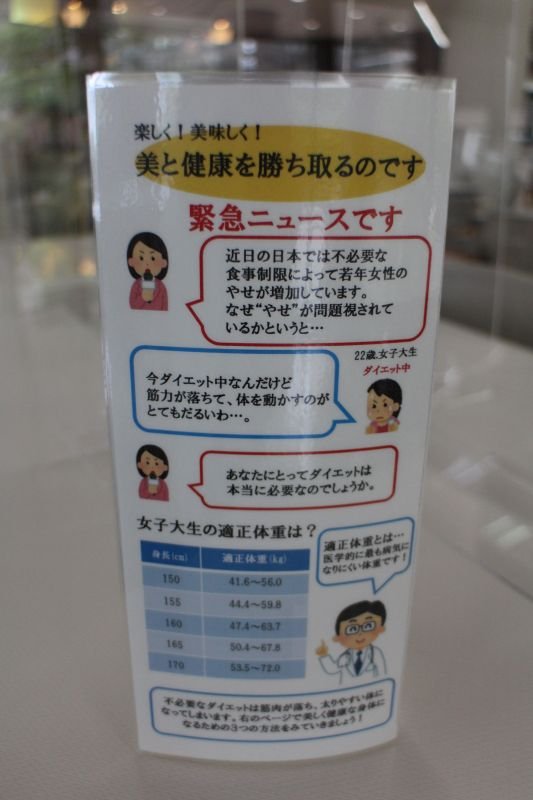 楽しく！美味しく！
美と健康を勝ち取るのです
緊急ニュースです
近日の日本では不必要な
食事制限によって若年女性の
やせが増加しています。
なぜ“やせ”が問題視されて
いるかというと…
22歳.女子大生
ダイエット中
今ダイエット中なんだけど
筋力が落ちて、体を動かすのが
とてもだるいわ…。
あなたにとってダイエットは
本当に必要なのでしょうか。
女子大生の適正体重は？
身長(cm) 適正体重(kg)
150 41.6～56.0
155 44.4～59.8
160 47.4～63.7
165 50.4～67.8
170 53.5～72.0
適正体重とは…
医学的に最も病気に
なりにくい体重です！
不必要なダイエットは筋肉が落ち、太りやすい体に
なってしまいます。右のページで美しく健康な身体に
なるための3つの方法をみていきましょう！